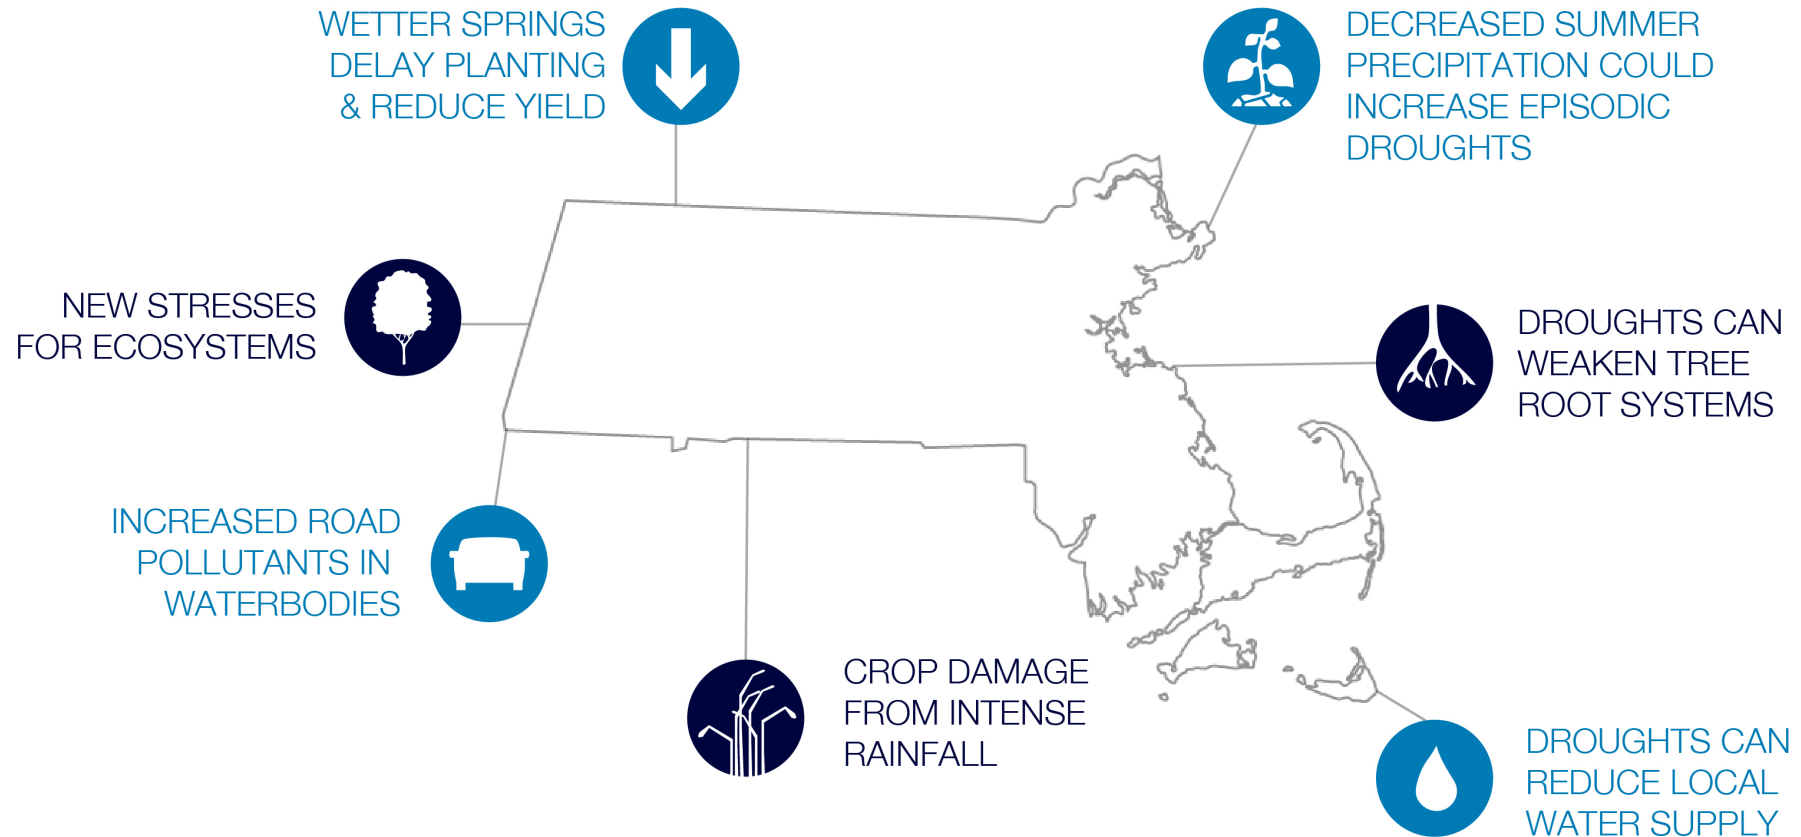 WETTER SPRINGS
DELAY PLANTING
& REDUCE YIELD
DECREASED SUMMER
PRECIPITATION COULD
INCREASE EPISODIC
DROUGHTS
NEW STRESSES
FOR ECOSYSTEMS
DROUGHTS CAN
WEAKEN TREE
ROOT SYSTEMS
INCREASED ROAD
POLLUTANTS IN
WATERBODIES
CROP DAMAGE
FROM INTENSE
RAINFALL
DROUGHTS CAN
REDUCE LOCAL
WATER SUPPLY